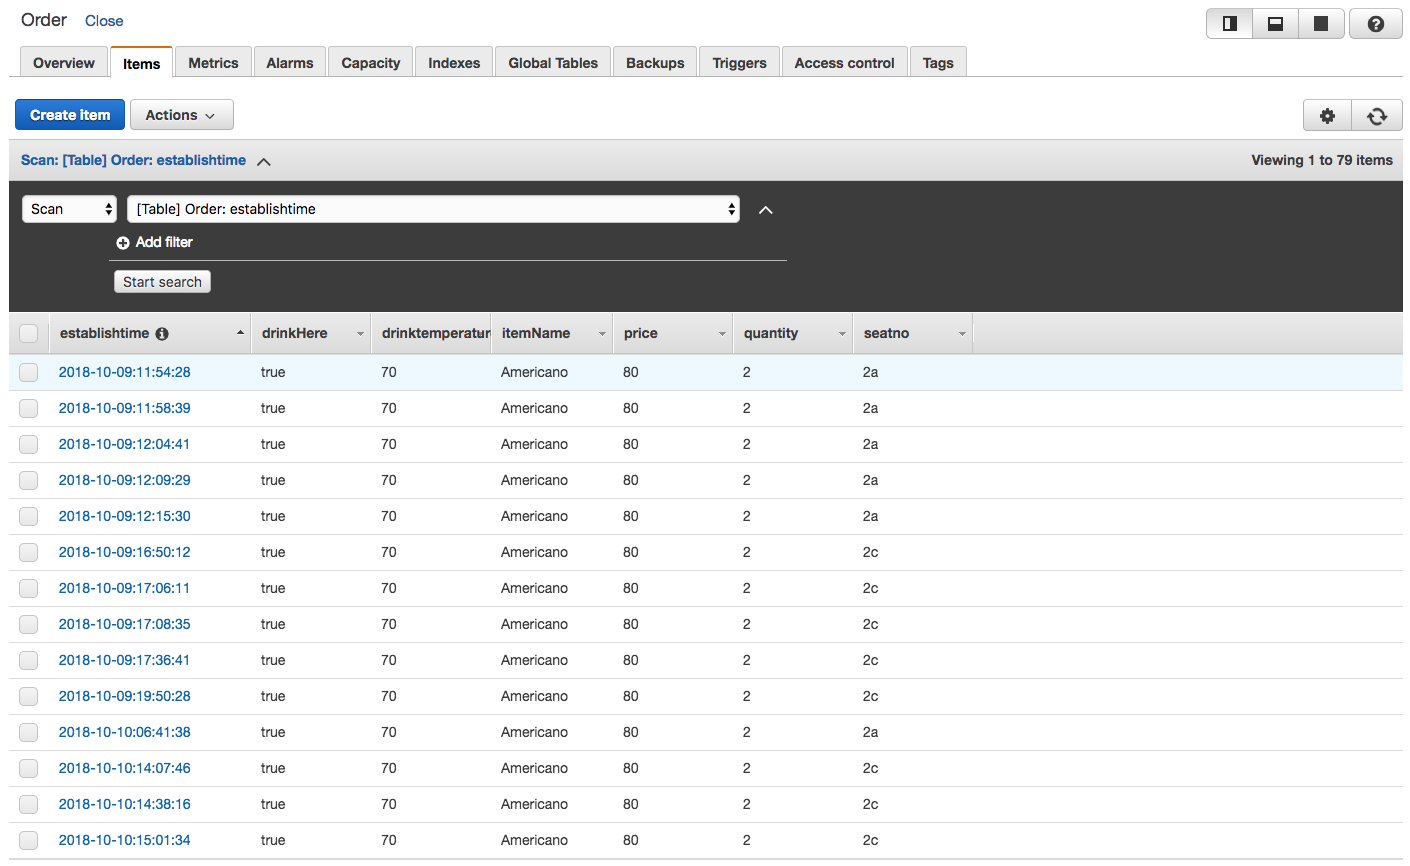 Order Close
Overview Items Metrics Alarms Capacity Indexes Global Tables Backups Triggers Access control Tags
Create item Actions
Scan: [Table] Order: establishtime Viewing 1 to 79 items
Scan [Table] Order: establishtime
Add filter
Start search
establishtime drinkHere drinktemperatur itemName price quantity seatno
2018-10-09:11:54:28 true 70 Americano 80 2 2a
2018-10-09:11:58:39 true 70 Americano 80 2 2a
2018-10-09:12:04:41 true 70 Americano 80 2 2a
2018-10-09:12:09:29 true 70 Americano 80 2 2a
2018-10-09:12:15:30 true 70 Americano 80 2 2a
2018-10-09:16:50:12 true 70 Americano 80 2 2c
2018-10-09:17:06:11 true 70 Americano 80 2 2c
2018-10-09:17:08:35 true 70 Americano 80 2 2c
2018-10-09:17:36:41 true 70 Americano 80 2 2c
2018-10-09:19:50:28 true 70 Americano 80 2 2c
2018-10-10:06:41:38 true 70 Americano 80 2 2a
2018-10-10:14:07:46 true 70 Americano 80 2 2c
2018-10-10:14:38:16 true 70 Americano 80 2 2c
2018-10-10:15:01:34 true 70 Americano 80 2 2c